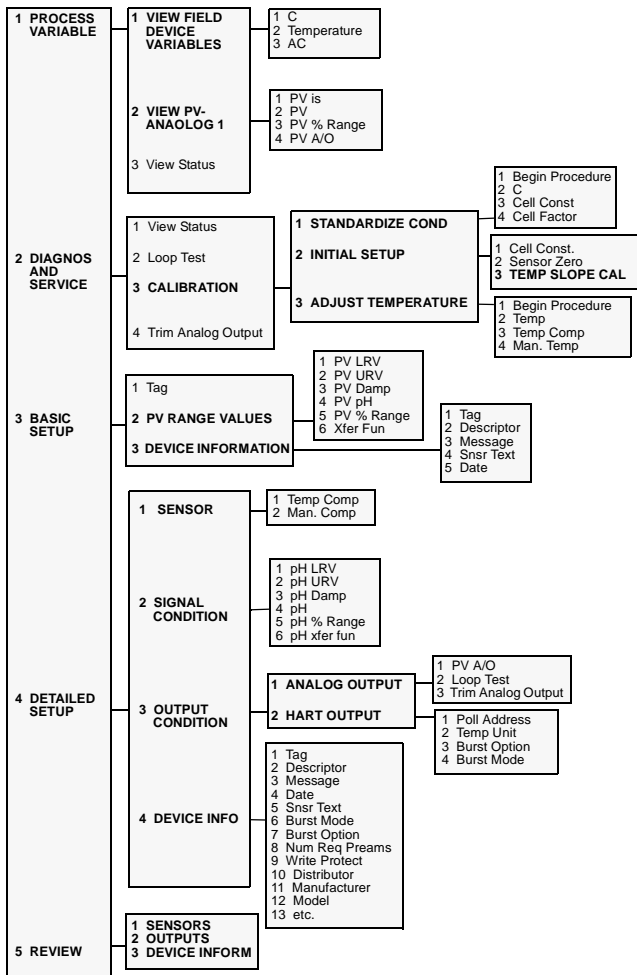 1 PROCESS
VARIABLE
1 VIEW FIELD
DEVICE
VARIABLES
1 C
2 Temperature
3 AC
2 VIEW PV-
ANAOLOG 1
1 PV is
2 PV
3 PV % Range
4 PV A/O
3 View Status
2 DIAGNOS
AND
SERVICE
1 View Status
2 Loop Test
3 CALIBRATION
4 Trim Analog Output
1 STANDARDIZE COND
2 INITIAL SETUP
3 ADJUST TEMPERATURE
1 Begin Procedure
2 C
3 Cell Const
4 Cell Factor
1 Cell Const.
2 Sensor Zero
3 TEMP SLOPE CAL
1 Begin Procedure
2 Temp
3 Temp Comp
4 Man. Temp
3 BASIC
SETUP
1 Tag
2 PV RANGE VALUES
3 DEVICE INFORMATION
1 PV LRV
2 PV URV
3 PV Damp
4 PV pH
5 PV % Range
6 Xfer Fun
1 Tag
2 Descriptor
3 Message
4 Snsr Text
5 Date
4 DETAILED
SETUP
1 SENSOR
1 Temp Comp
2 Man. Comp
2 SIGNAL
CONDITION
1 pH LRV
2 pH URV
3 pH Damp
4 pH
5 pH % Range
6 pH xfer fun
3 OUTPUT
CONDITION
1 ANALOG OUTPUT
2 HART OUTPUT
1 PV A/O
2 Loop Test
3 Trim Analog Output
1 Poll Address
2 Temp Unit
3 Burst Option
4 Burst Mode
4 DEVICE INFO
1 Tag
2 Descriptor
3 Message
4 Date
5 Snsr Text
6 Burst Mode
7 Burst Option
8 Num Req Preams
9 Write Protect
10 Distributor
11 Manufacturer
12 Model
13 etc.
5 REVIEW
1 SENSORS
2 OUTPUTS
3 DEVICE INFORM